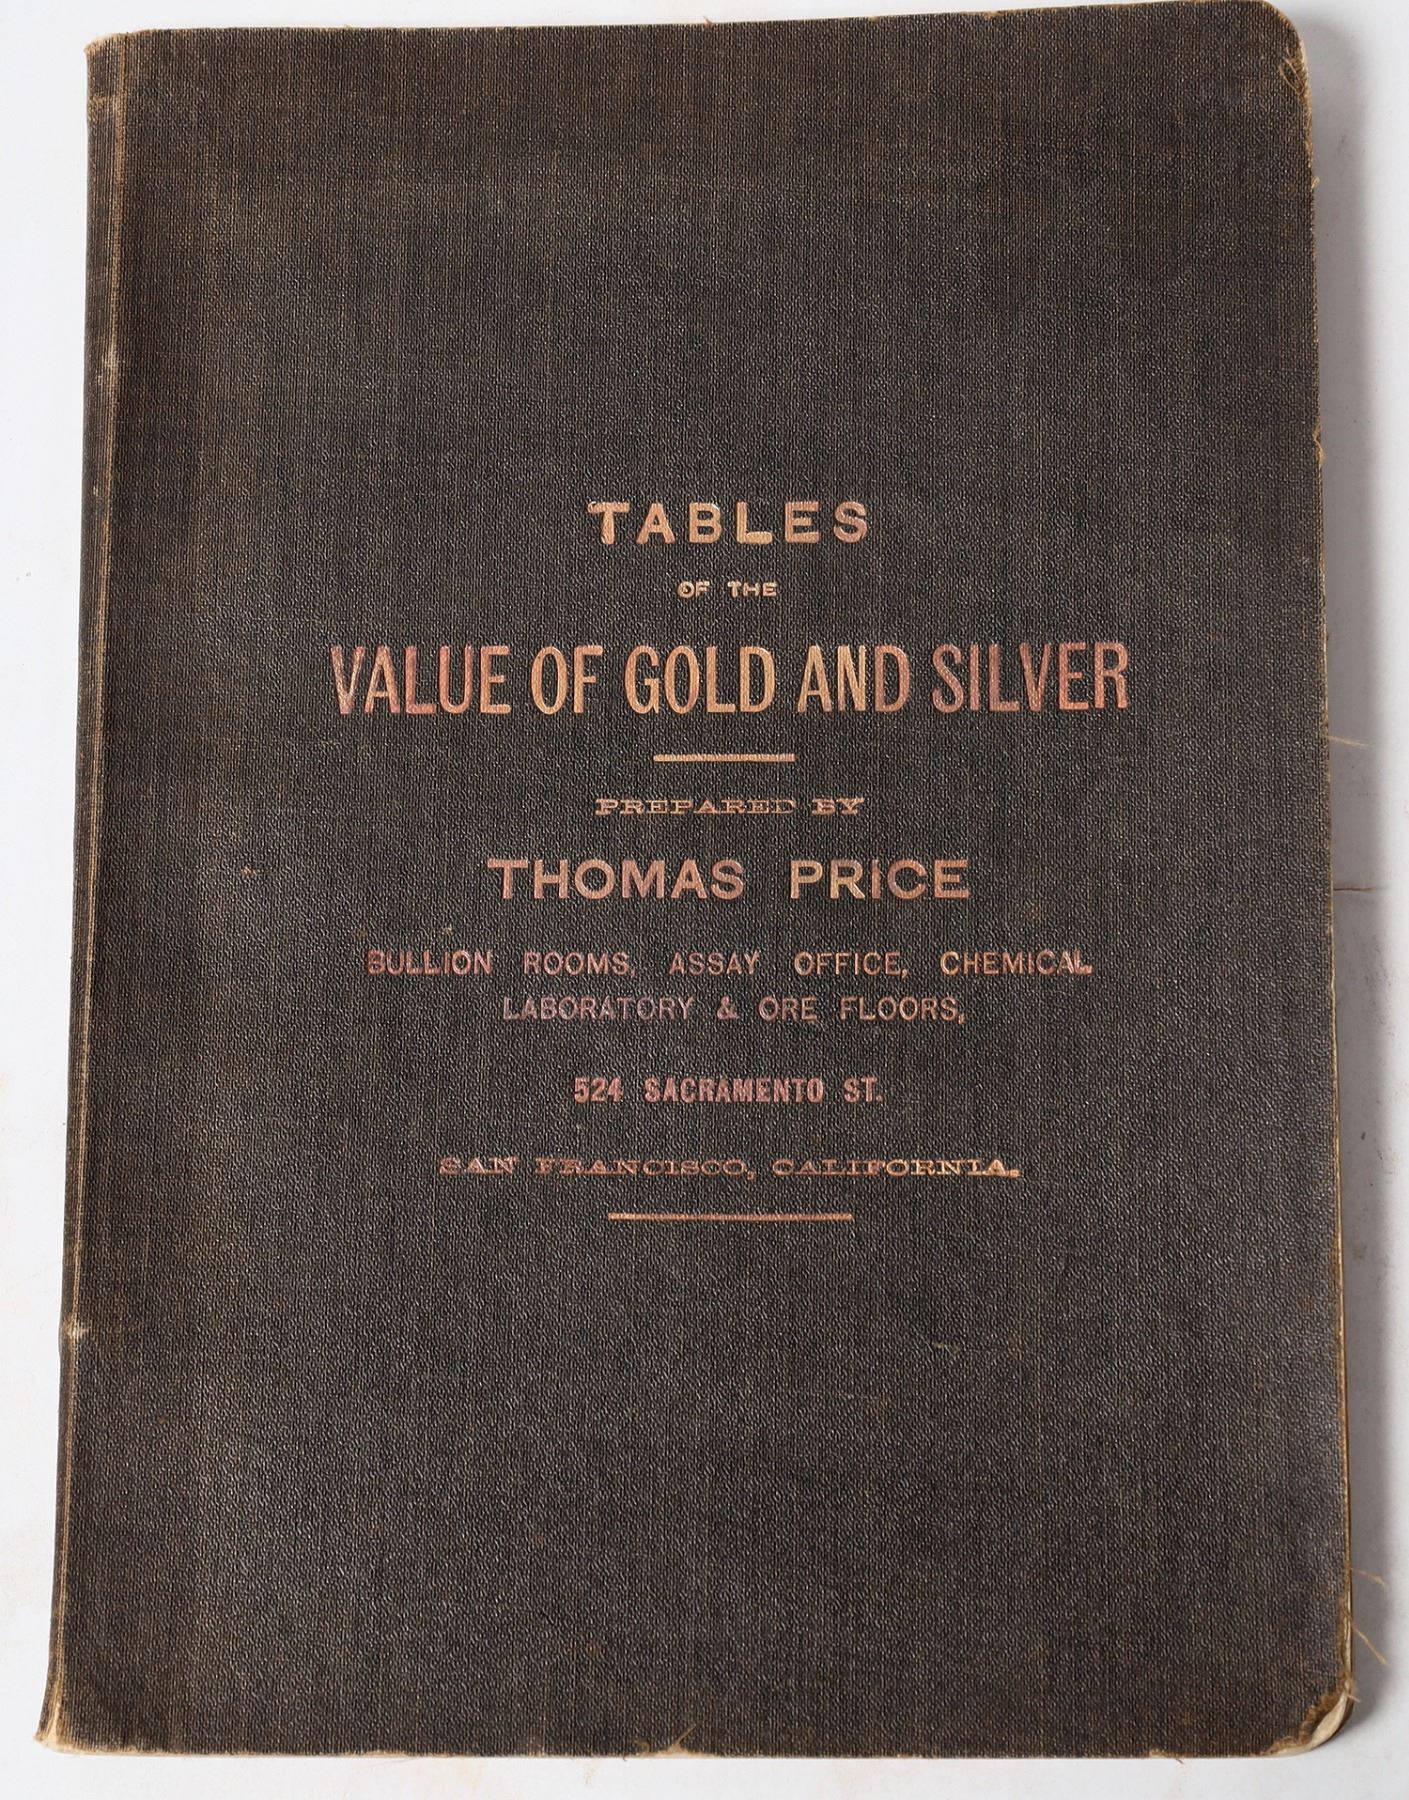 TABLES
OF THE
VALUE OF GOLD AND SILVER
PREPARED BY
THOMAS PRICE
BULLION ROOMS, ASSAY OFFICE, CHEMICAL
LABORATORY & ORE FLOORS,
524 SACRAMENTO ST.
SAN FRANCISCO, CALIFORNIA.